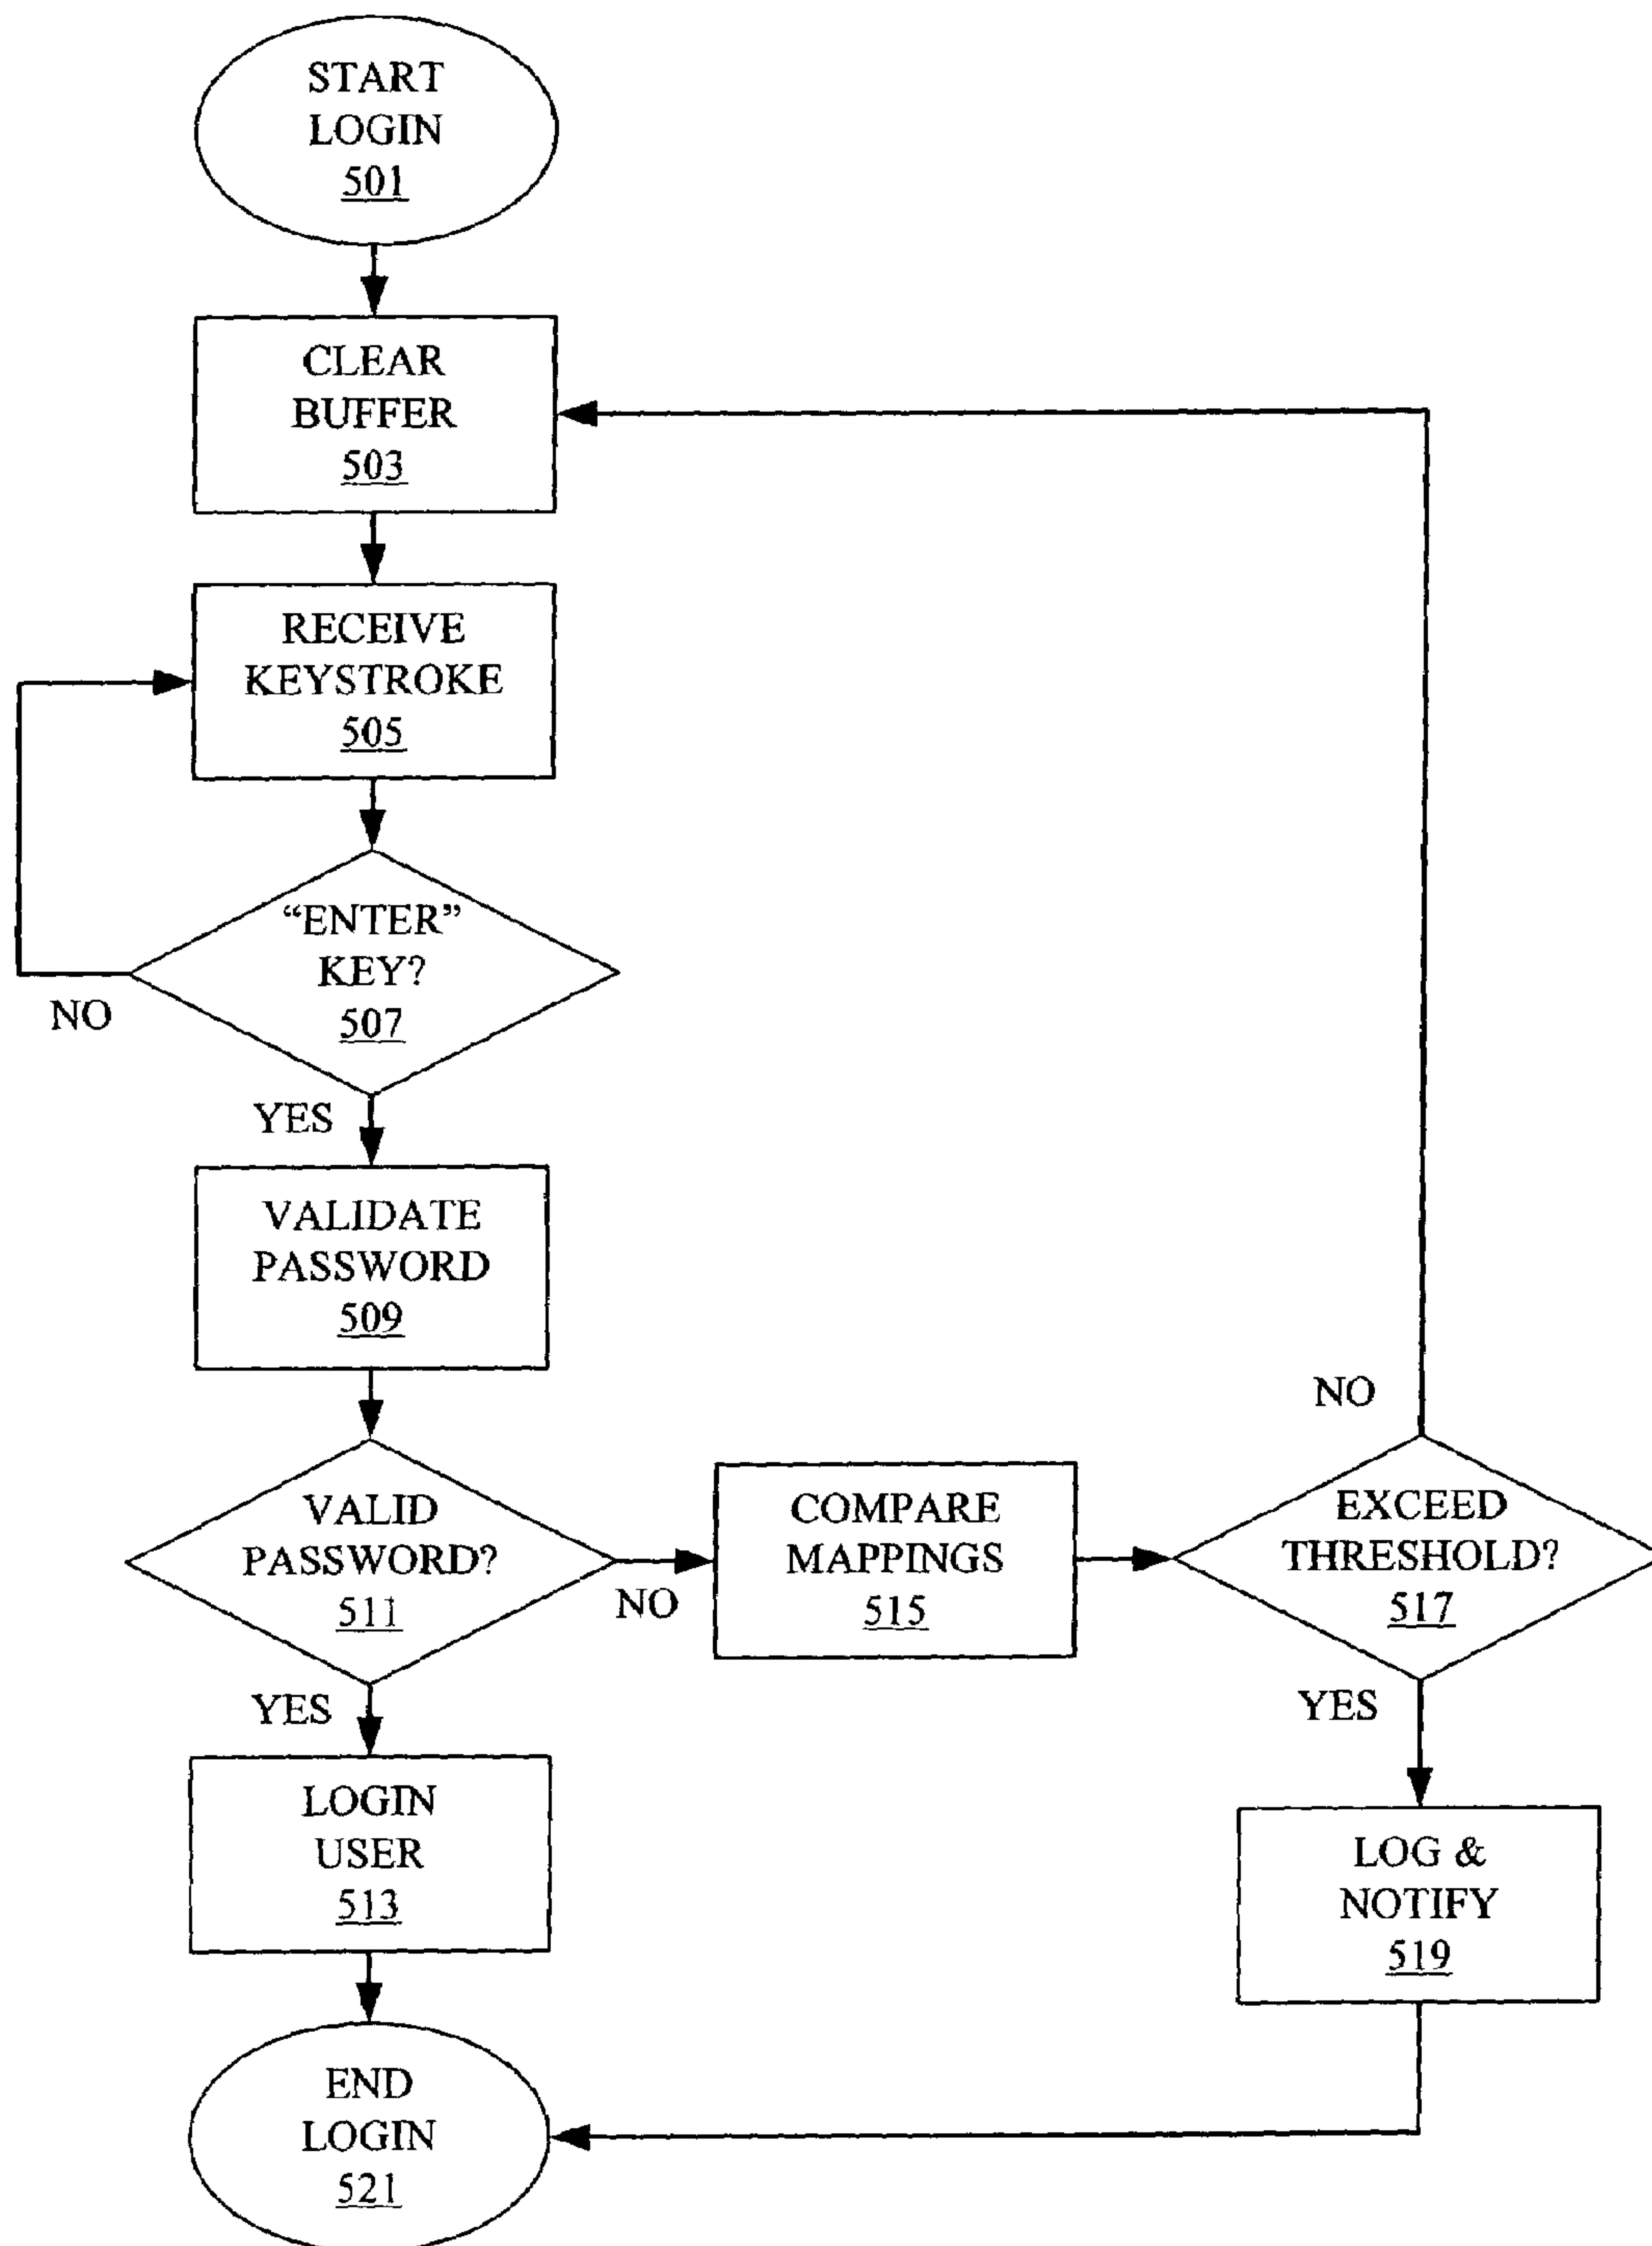 START
LOGIN
501
CLEAR
BUFFER
503
RECEIVE
KEYSTROKE
505
“ENTER”
KEY?
507
NO
YES
VALIDATE
PASSWORD
509
VALID
PASSWORD?
511
NO
YES
COMPARE
MAPPINGS
515
NO
EXCEED
THRESHOLD?
517
YES
LOGIN
USER
513
LOG &
NOTIFY
519
END
LOGIN
521